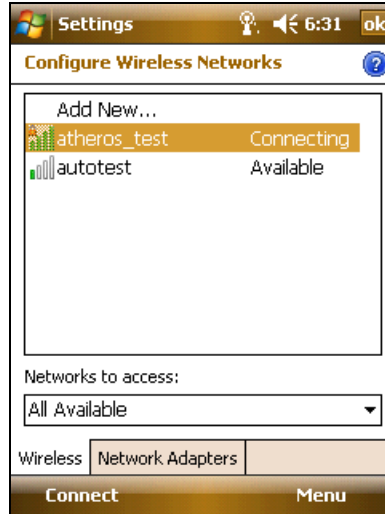 Settings 6:31 ok
Configure Wireless Networks ?
Add New...
atheros_test Connecting
autotest Available
Networks to access:
All Available
Wireless Network Adapters
Connect Menu